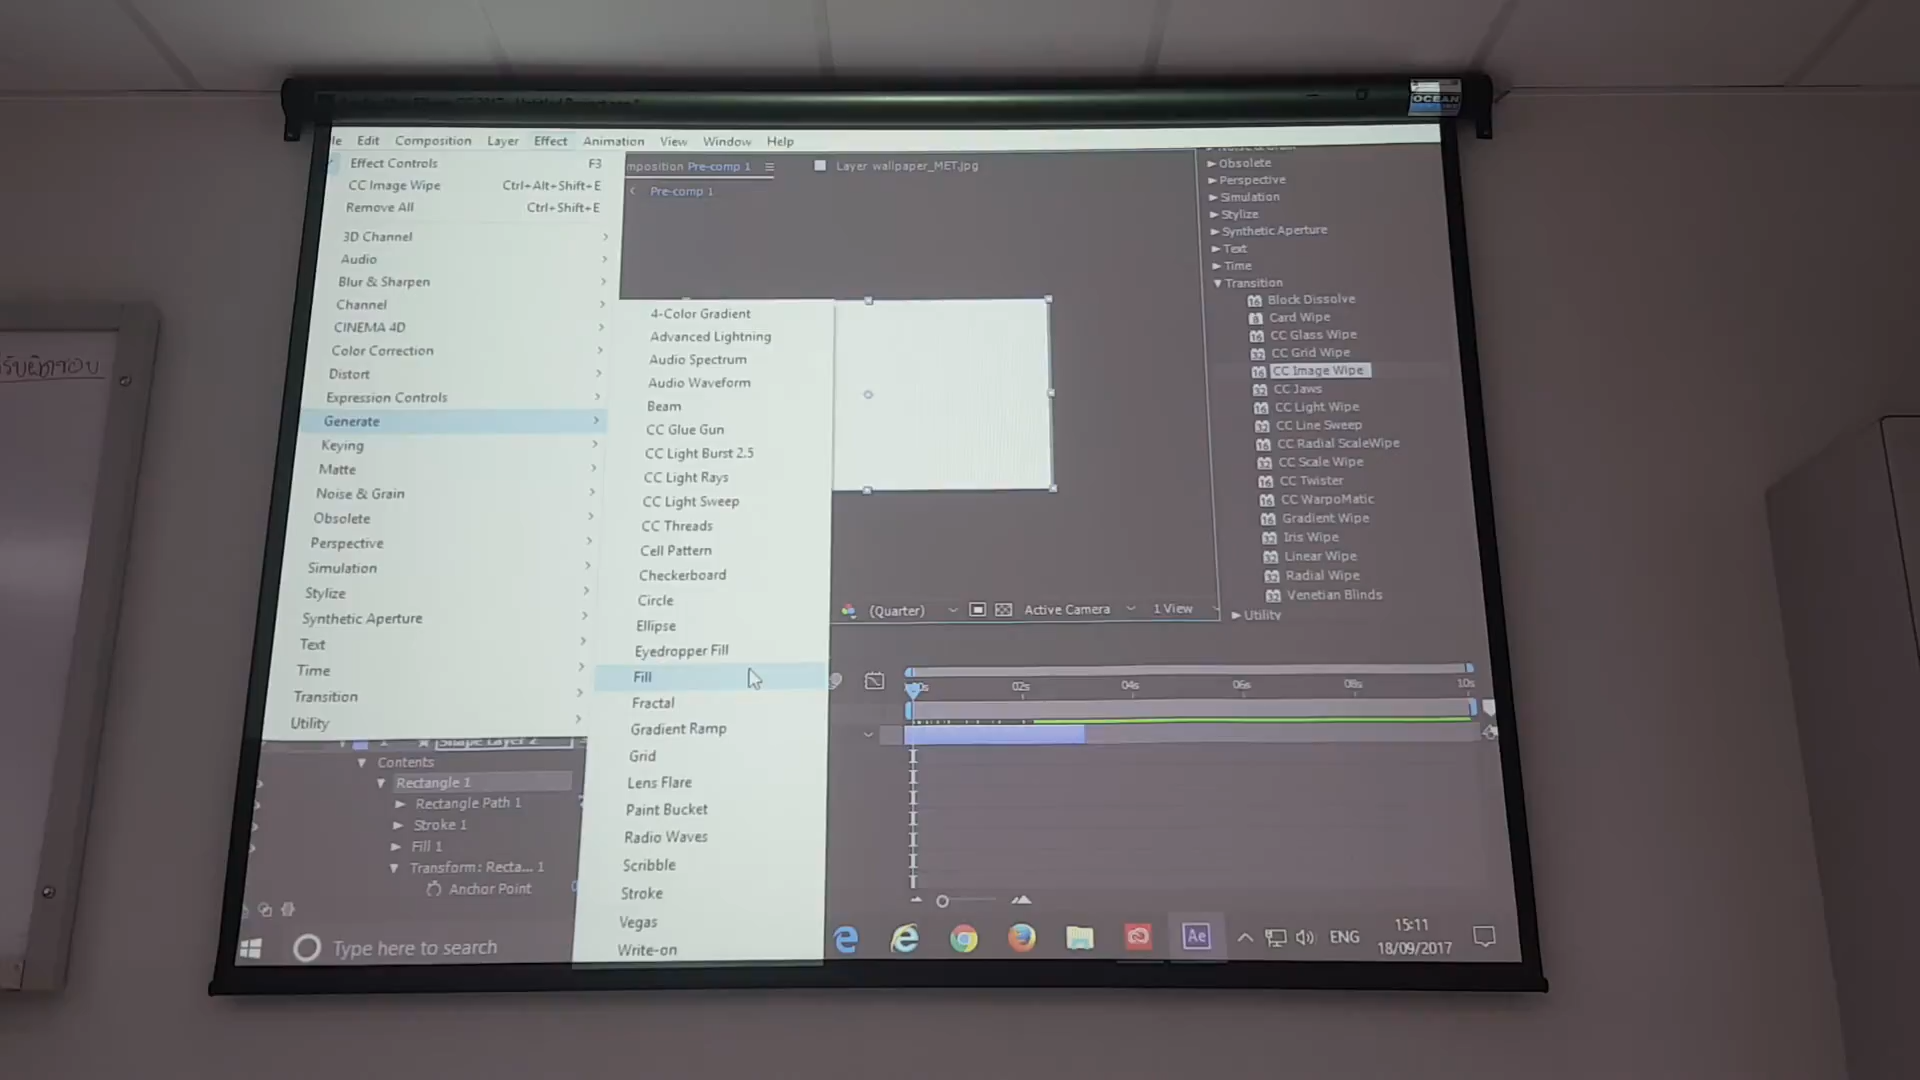 OCEAN
le Edit Composition Layer Effect Animation View Window Help
Effect Controls F3
CC Image Wipe Ctrl+Alt+Shift+E
Remove All Ctrl+Shift+E
3D Channel
Audio
Blur & Sharpen
Channel
CINEMA 4D
Color Correction
Distort
Expression Controls
Generate
Keying
Matte
Noise & Grain
Obsolete
Perspective
Simulation
Stylize
Synthetic Aperture
Text
Time
Transition
Utility
4-Color Gradient
Advanced Lightning
Audio Spectrum
Audio Waveform
Beam
CC Glue Gun
CC Light Burst 2.5
CC Light Rays
CC Light Sweep
CC Threads
Cell Pattern
Checkerboard
Circle
Ellipse
Eyedropper Fill
Fill
Fractal
Gradient Ramp
Grid
Lens Flare
Paint Bucket
Radio Waves
Scribble
Stroke
Vegas
Write-on
mposition Pre-comp 1
Layer wallpaper_MET.jpg
Pre-comp 1
Obsolete
Perspective
Simulation
Stylize
Synthetic Aperture
Text
Time
Transition
Block Dissolve
Card Wipe
CC Glass Wipe
CC Grid Wipe
CC Image Wipe
CC Jaws
CC Light Wipe
CC Line Sweep
CC Radial ScaleWipe
CC Scale Wipe
CC Twister
CC WarpoMatic
Gradient Wipe
Iris Wipe
Linear Wipe
Radial Wipe
Venetian Blinds
Utility
(Quarter) Active Camera 1 View
02s 04s 06s 08s 10s
Shape Layer 2
Contents
Rectangle 1
Rectangle Path 1
Stroke 1
Fill 1
Transform: Recta... 1
Anchor Point
Type here to search
Ae
ENG
15:11
18/09/2017